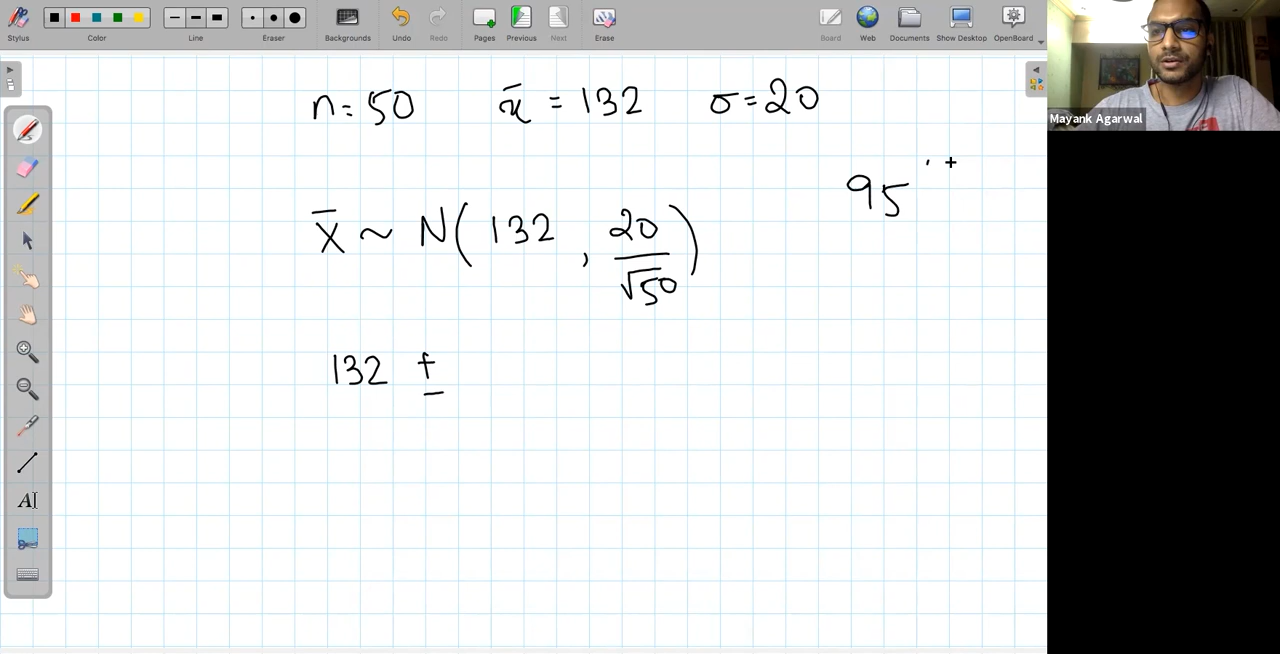 Stylus Color Line Eraser Backgrounds Undo Redo Pages Previous Next Erase Board Web Documents Show Desktop OpenBoard
n = 50 x̄ = 132 σ = 20
Mayank Agarwal
95
X̄ ~ N( 132 , 20/√50 )
132 ±